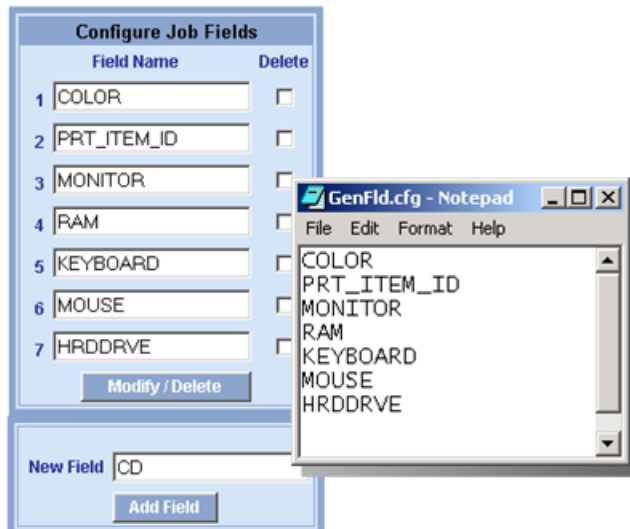 Configure Job Fields
Field Name Delete
1 COLOR
2 PRT_ITEM_ID
3 MONITOR
4 RAM
5 KEYBOARD
6 MOUSE
7 HRDDRVE
Modify / Delete
New Field CD
Add Field
GenFld.cfg - Notepad
File Edit Format Help
COLOR
PRT_ITEM_ID
MONITOR
RAM
KEYBOARD
MOUSE
HRDDRVE